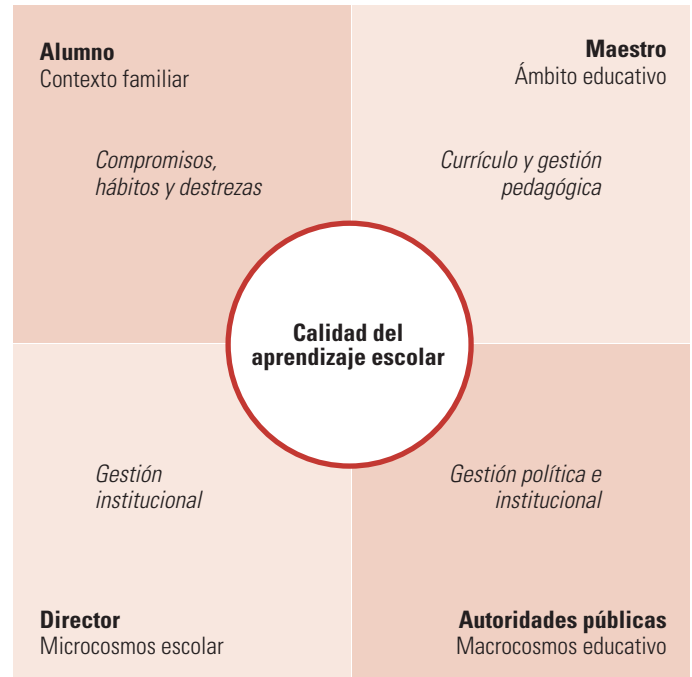 Alumno
Contexto familiar
Compromisos,
hábitos y destrezas
Maestro
Ámbito educativo
Currículo y gestión
pedagógica
Calidad del
aprendizaje escolar
Gestión
institucional
Director
Microcosmos escolar
Gestión política e
institucional
Autoridades públicas
Macrocosmos educativo